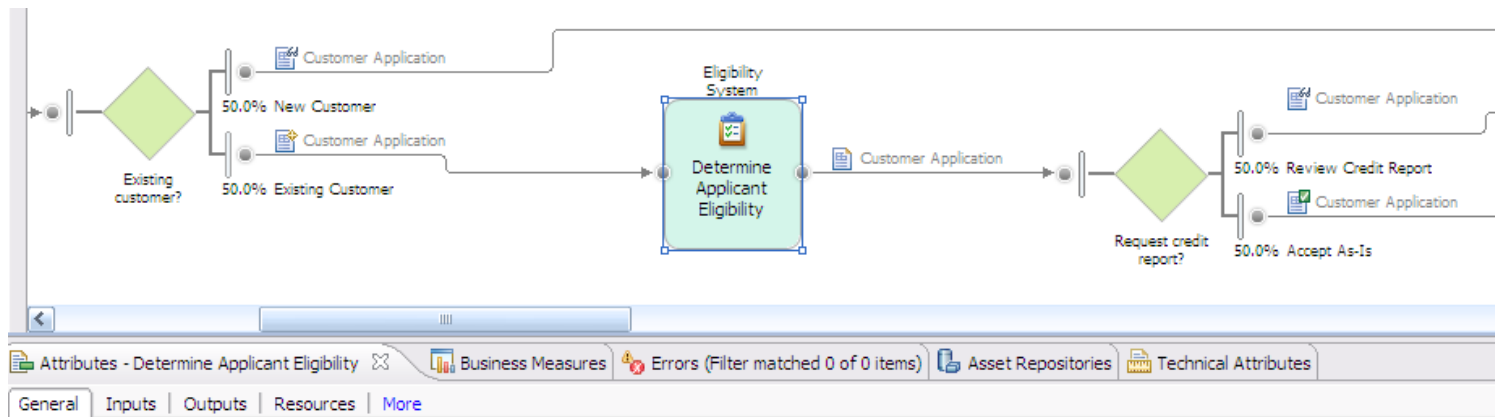 Customer Application
50.0% New Customer
Existing
customer?
Customer Application
50.0% Existing Customer
Eligibility
System
Determine
Applicant
Eligibility
Customer Application
Request credit
report?
Customer Application
50.0% Review Credit Report
Customer Application
50.0% Accept As-Is
Attributes - Determine Applicant Eligibility
Business Measures
Errors (Filter matched 0 of 0 items)
Asset Repositories
Technical Attributes
General
Inputs
Outputs
Resources
More